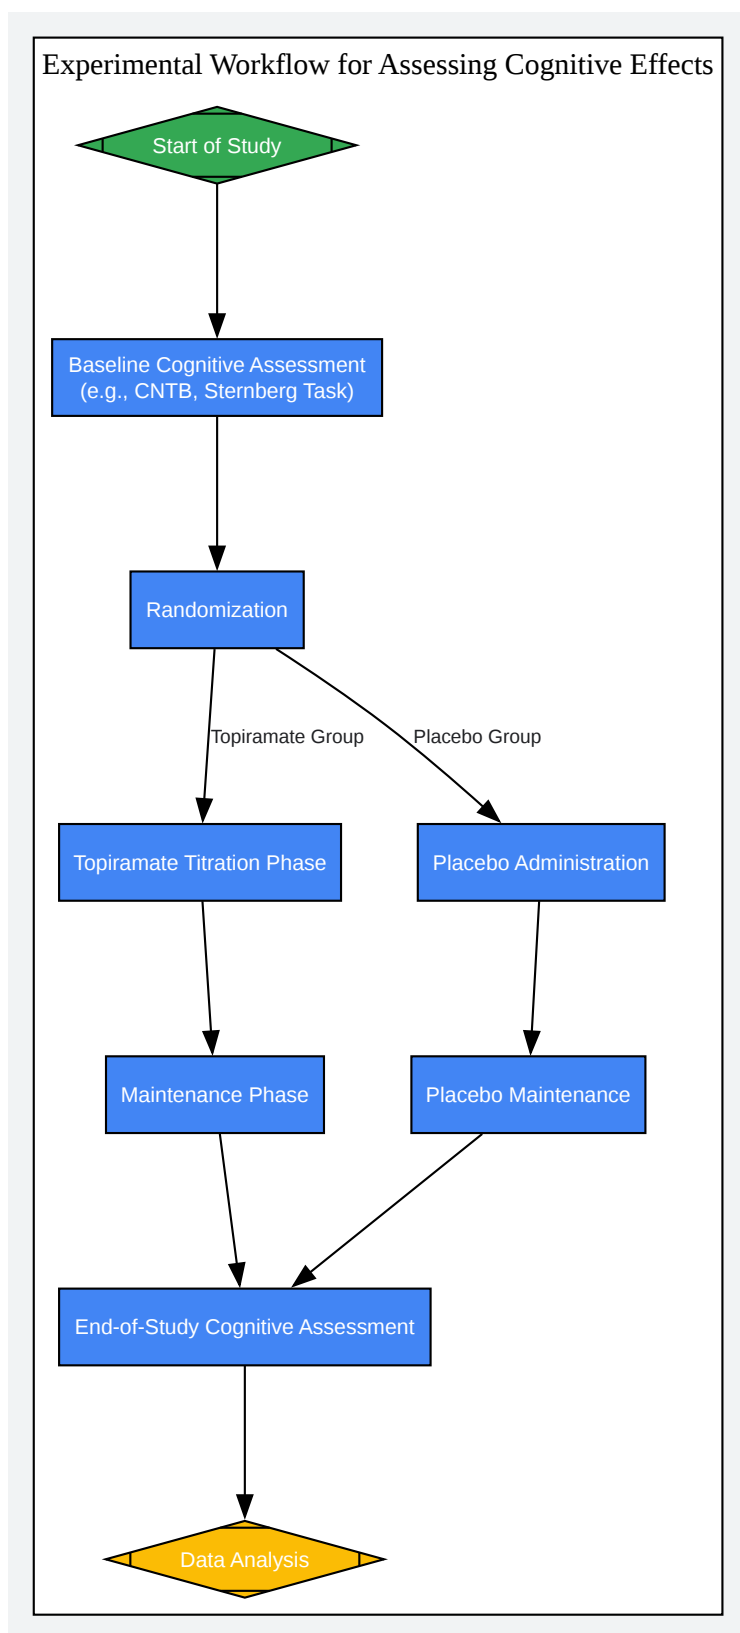 Experimental Workflow for Assessing Cognitive Effects
Start of Study
Baseline Cognitive Assessment
(e.g., CNTB, Sternberg Task)
Randomization
Topiramate Group
Placebo Group
Topiramate Titration Phase
Placebo Administration
Maintenance Phase
Placebo Maintenance
End-of-Study Cognitive Assessment
Data Analysis